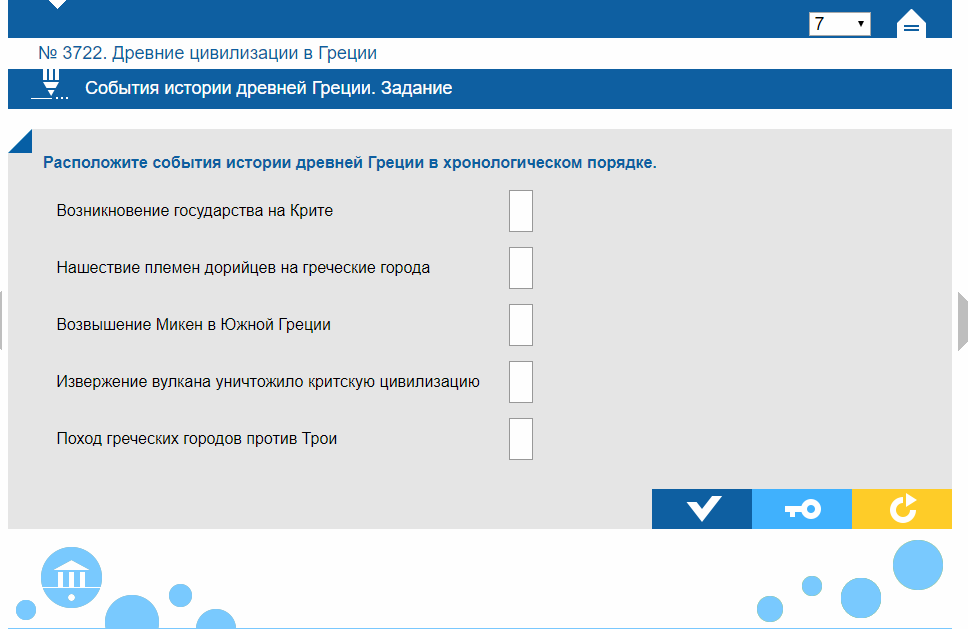 7
№ 3722. Древние цивилизации в Греции
События истории древней Греции. Задание
Расположите события истории древней Греции в хронологическом порядке.
Возникновение государства на Крите
Нашествие племен дорийцев на греческие города
Возвышение Микен в Южной Греции
Извержение вулкана уничтожило критскую цивилизацию
Поход греческих городов против Трои